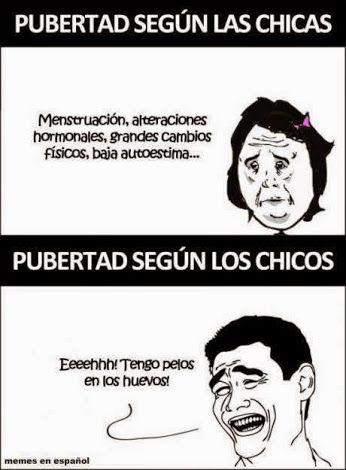 PUBERTAD SEGÚN LAS CHICAS
Menstruación, alteraciones
hormonales, grandes cambios
físicos, baja autoestima...
PUBERTAD SEGÚN LOS CHICOS
Eeeehhh! Tengo pelos
en los huevos!
memes en español